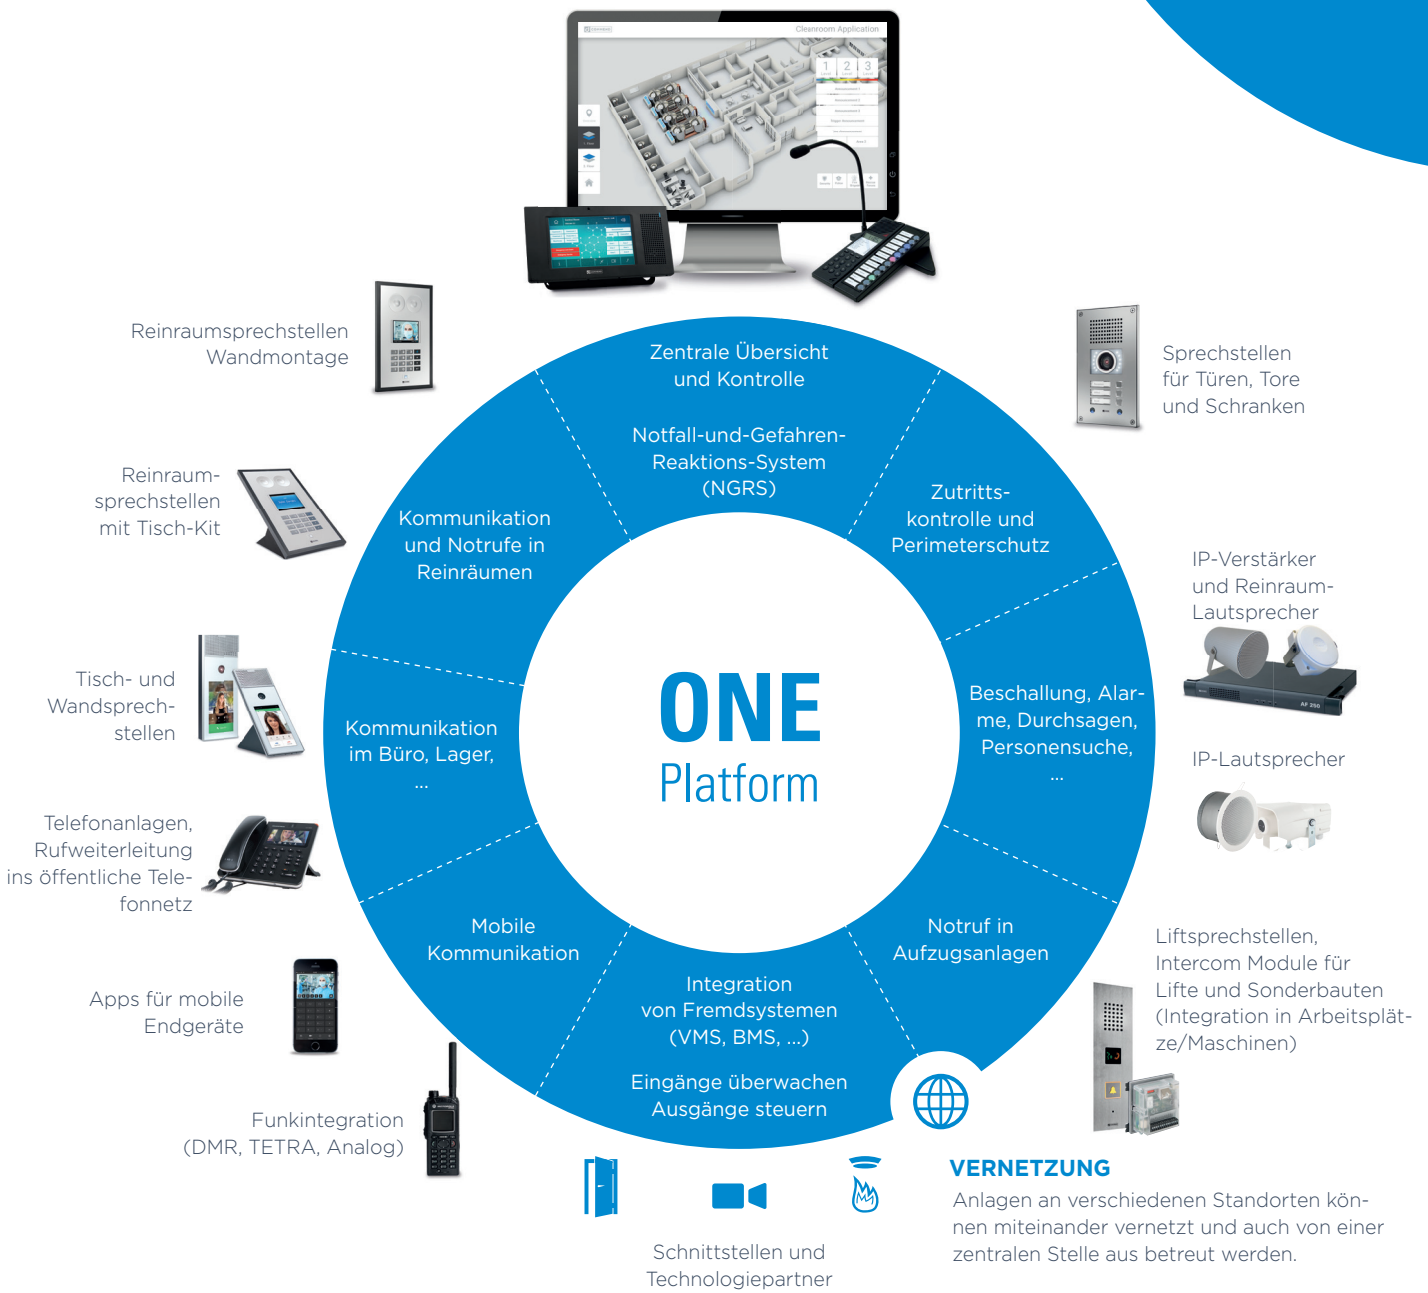 Cleanroom Application
1 2 3
Reinraumsprechstellen
Wandmontage
Zentrale Übersicht
und Kontrolle
Notfall-und-Gefahren-
Reaktions-System
(NGRS)
Sprechstellen
für Türen, Tore
und Schranken
Reinraum-
sprechstellen
mit Tisch-Kit
Kommunikation
und Notrufe in
Reinräumen
Zutritts-
kontrolle und
Perimeterschutz
IP-Verstärker
und Reinraum-
Lautsprecher
AF 250
Tisch- und
Wandsprech-
stellen
Kommunikation
im Büro, Lager,
...
ONE
Platform
Beschallung, Alar-
me, Durchsagen,
Personensuche,
...
IP-Lautsprecher
Telefonanlagen,
Rufweiterleitung
ins öffentliche Tele-
fonnetz
Mobile
Kommunikation
Notruf in
Aufzugsanlagen
Liftsprechstellen,
Intercom Module für
Lifte und Sonderbauten
(Integration in Arbeitsplät-
ze/Maschinen)
Apps für mobile
Endgeräte
Integration
von Fremdsystemen
(VMS, BMS, ...)
Eingänge überwachen
Ausgänge steuern
Funkintegration
(DMR, TETRA, Analog)
Schnittstellen und
Technologiepartner
VERNETZUNG
Anlagen an verschiedenen Standorten kön-
nen miteinander vernetzt und auch von einer
zentralen Stelle aus betreut werden.